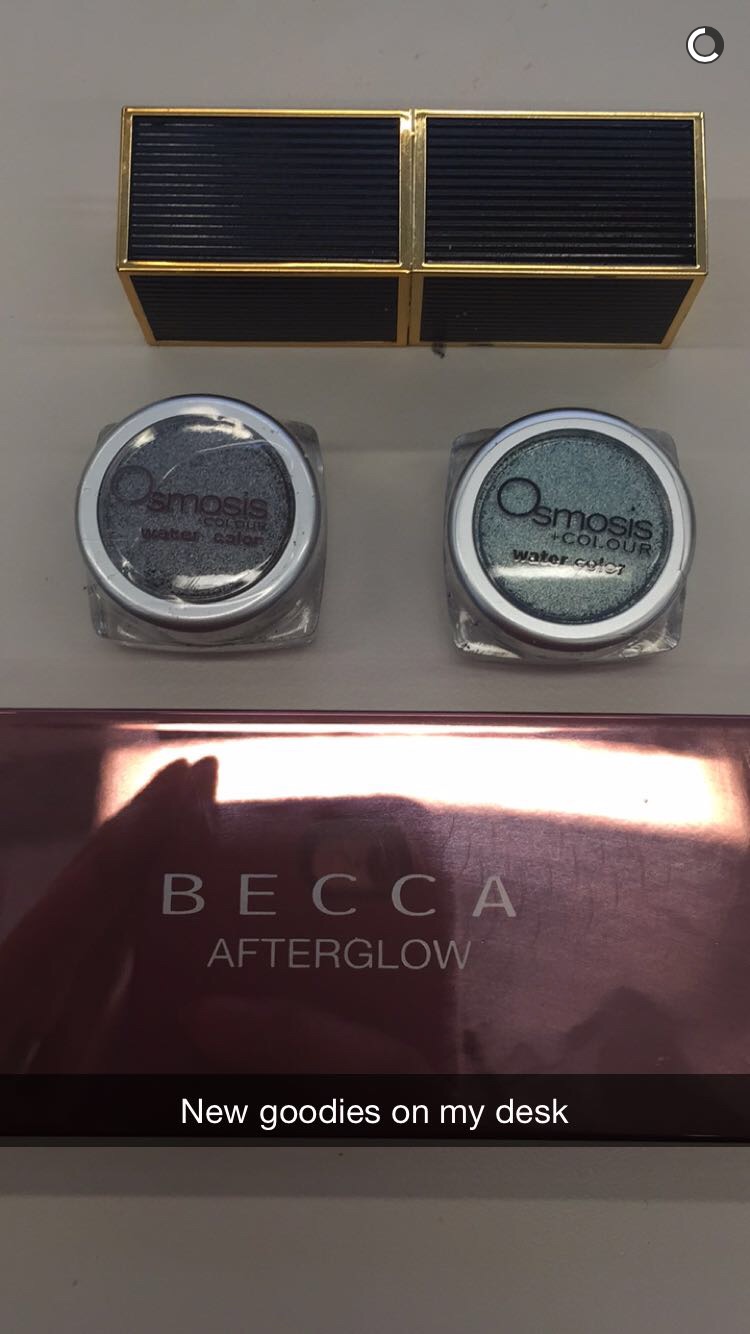 Osmosis
COLOUR
water color
Osmosis
+COLOUR
water color
BECCA
AFTERGLOW
New goodies on my desk